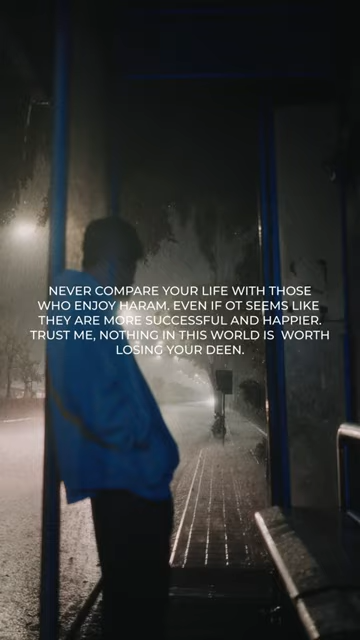 NEVER COMPARE YOUR LIFE WITH THOSE
WHO ENJOY HARAM. EVEN IF OT SEEMS LIKE
THEY ARE MORE SUCCESSFUL AND HAPPIER.
TRUST ME, NOTHING IN THIS WORLD IS  WORTH
LOSING YOUR DEEN.